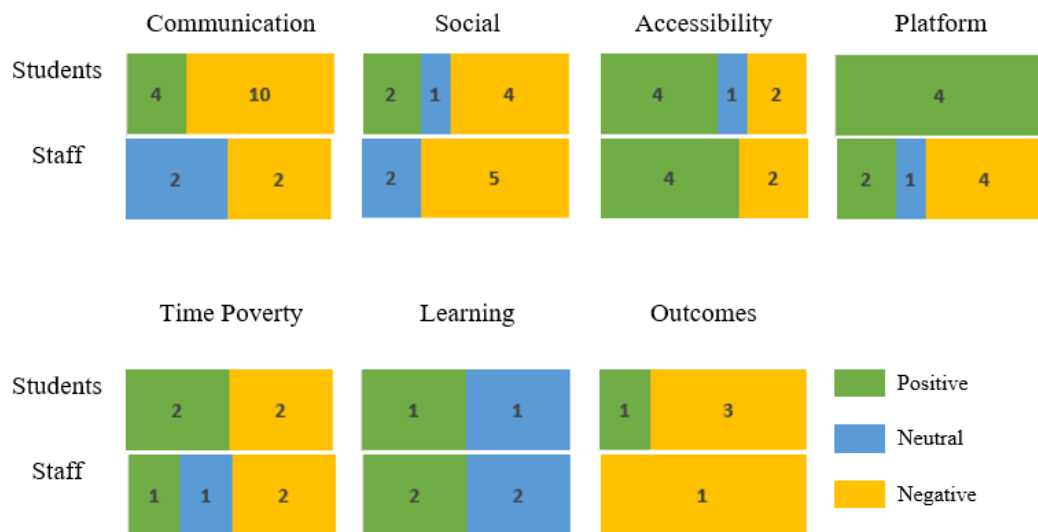 Communication Social Accessibility Platform
Students 4 10 2 1 4 4 1 2 4
Staff 2 2 2 5 4 2 2 1 4
Time Poverty Learning Outcomes
Students 2 2 1 1 1 3 Positive
Neutral
Staff 1 1 2 2 2 1 Negative